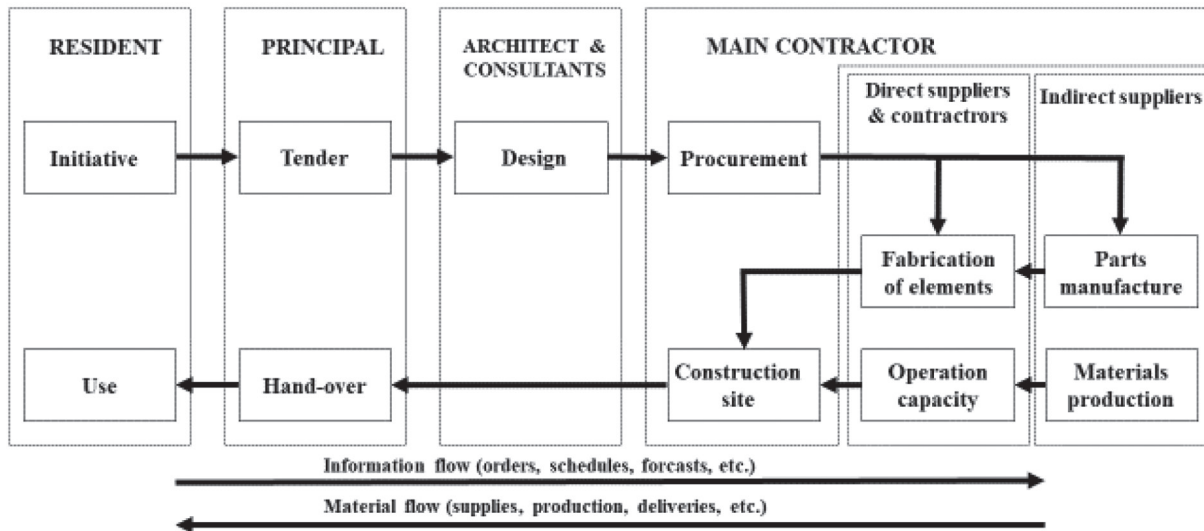 RESIDENT
PRINCIPAL
ARCHITECT &
CONSULTANTS
MAIN CONTRACTOR
Direct suppliers
& contractrors
Indirect suppliers
Initiative
Tender
Design
Procurement
Fabrication
of elements
Parts
manufacture
Use
Hand-over
Construction
site
Operation
capacity
Materials
production
Information flow (orders, schedules, forcasts, etc.)
Material flow (supplies, production, deliveries, etc.)